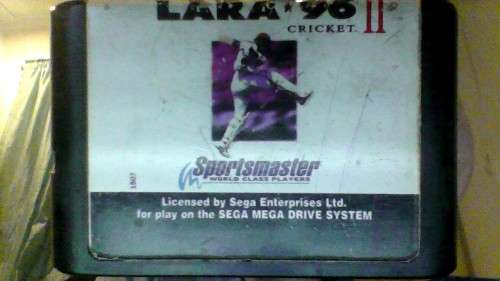 LARA '96
CRICKET II
Sportsmaster
WORLD CLASS PLAYERS
Licensed by Sega Enterprises Ltd.
for play on the SEGA MEGA DRIVE SYSTEM